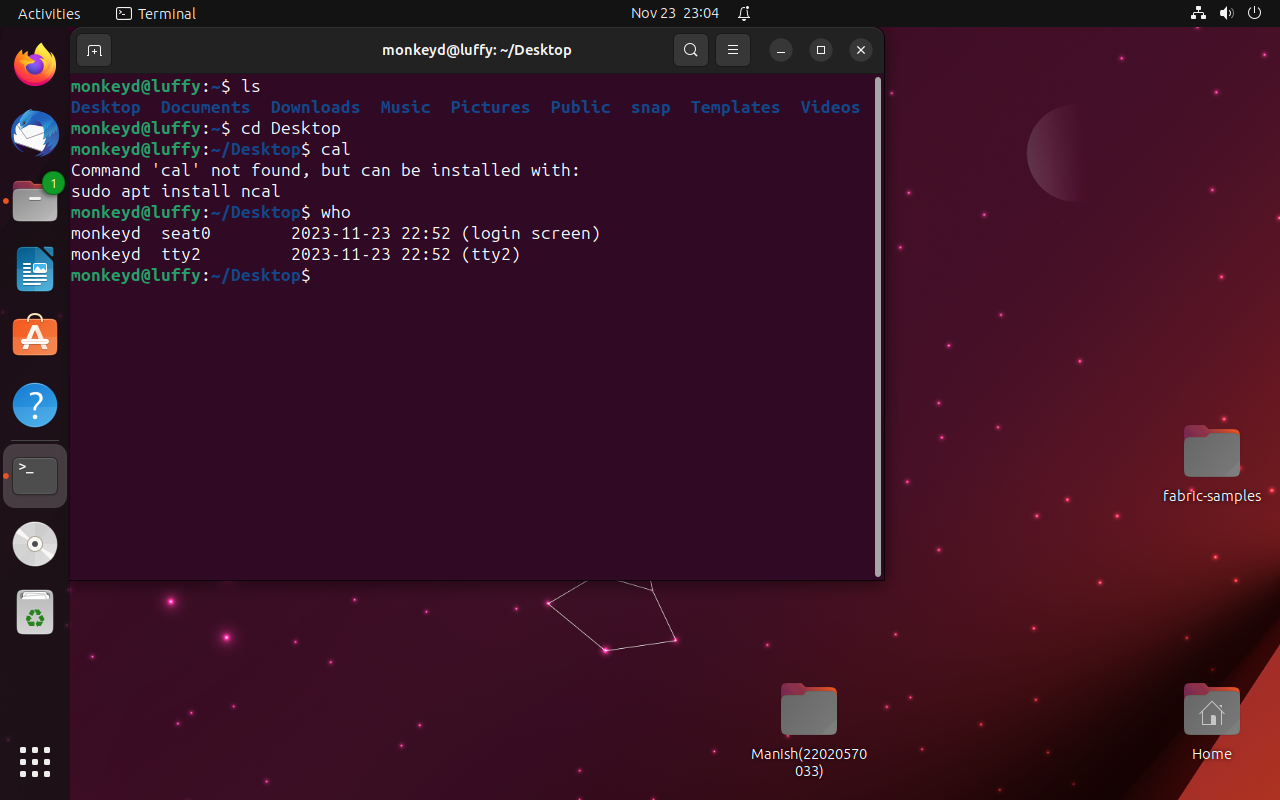 Activities Terminal Nov 23 23:04
monkeyd@luffy: ~/Desktop
monkeyd@luffy:~$ ls
Desktop Documents Downloads Music Pictures Public snap Templates Videos
monkeyd@luffy:~$ cd Desktop
monkeyd@luffy:~/Desktop$ cal
Command 'cal' not found, but can be installed with:
sudo apt install ncal
monkeyd@luffy:~/Desktop$ who
monkeyd seat0 2023-11-23 22:52 (login screen)
monkeyd tty2 2023-11-23 22:52 (tty2)
monkeyd@luffy:~/Desktop$
1
?
>_
fabric-samples
Manish(22020570
033)
Home